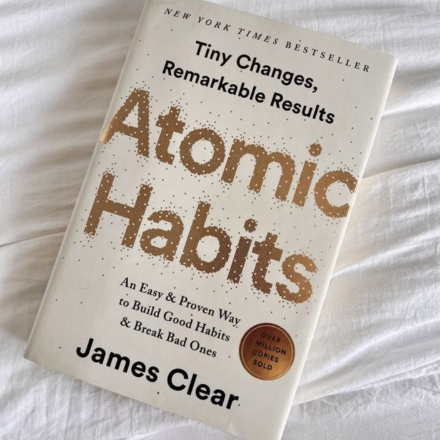 NEW YORK TIMES BESTSELLER
Tiny Changes,
Remarkable Results
Atomic
Habits
An Easy & Proven Way
to Build Good Habits
& Break Bad Ones
OVER
MILLION
COPIES
SOLD
James Clear